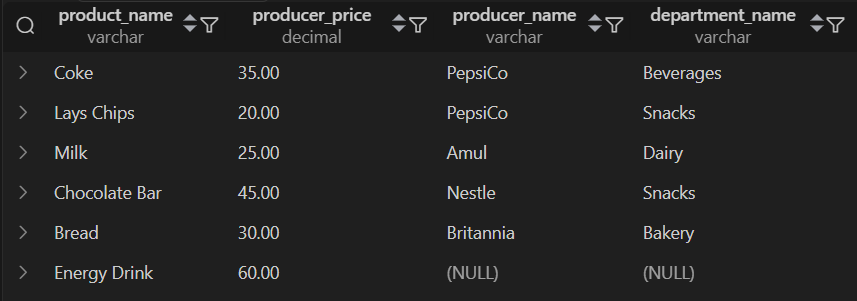 product_name producer_price producer_name department_name
varchar decimal varchar varchar
Coke 35.00 PepsiCo Beverages
Lays Chips 20.00 PepsiCo Snacks
Milk 25.00 Amul Dairy
Chocolate Bar 45.00 Nestle Snacks
Bread 30.00 Britannia Bakery
Energy Drink 60.00 (NULL) (NULL)